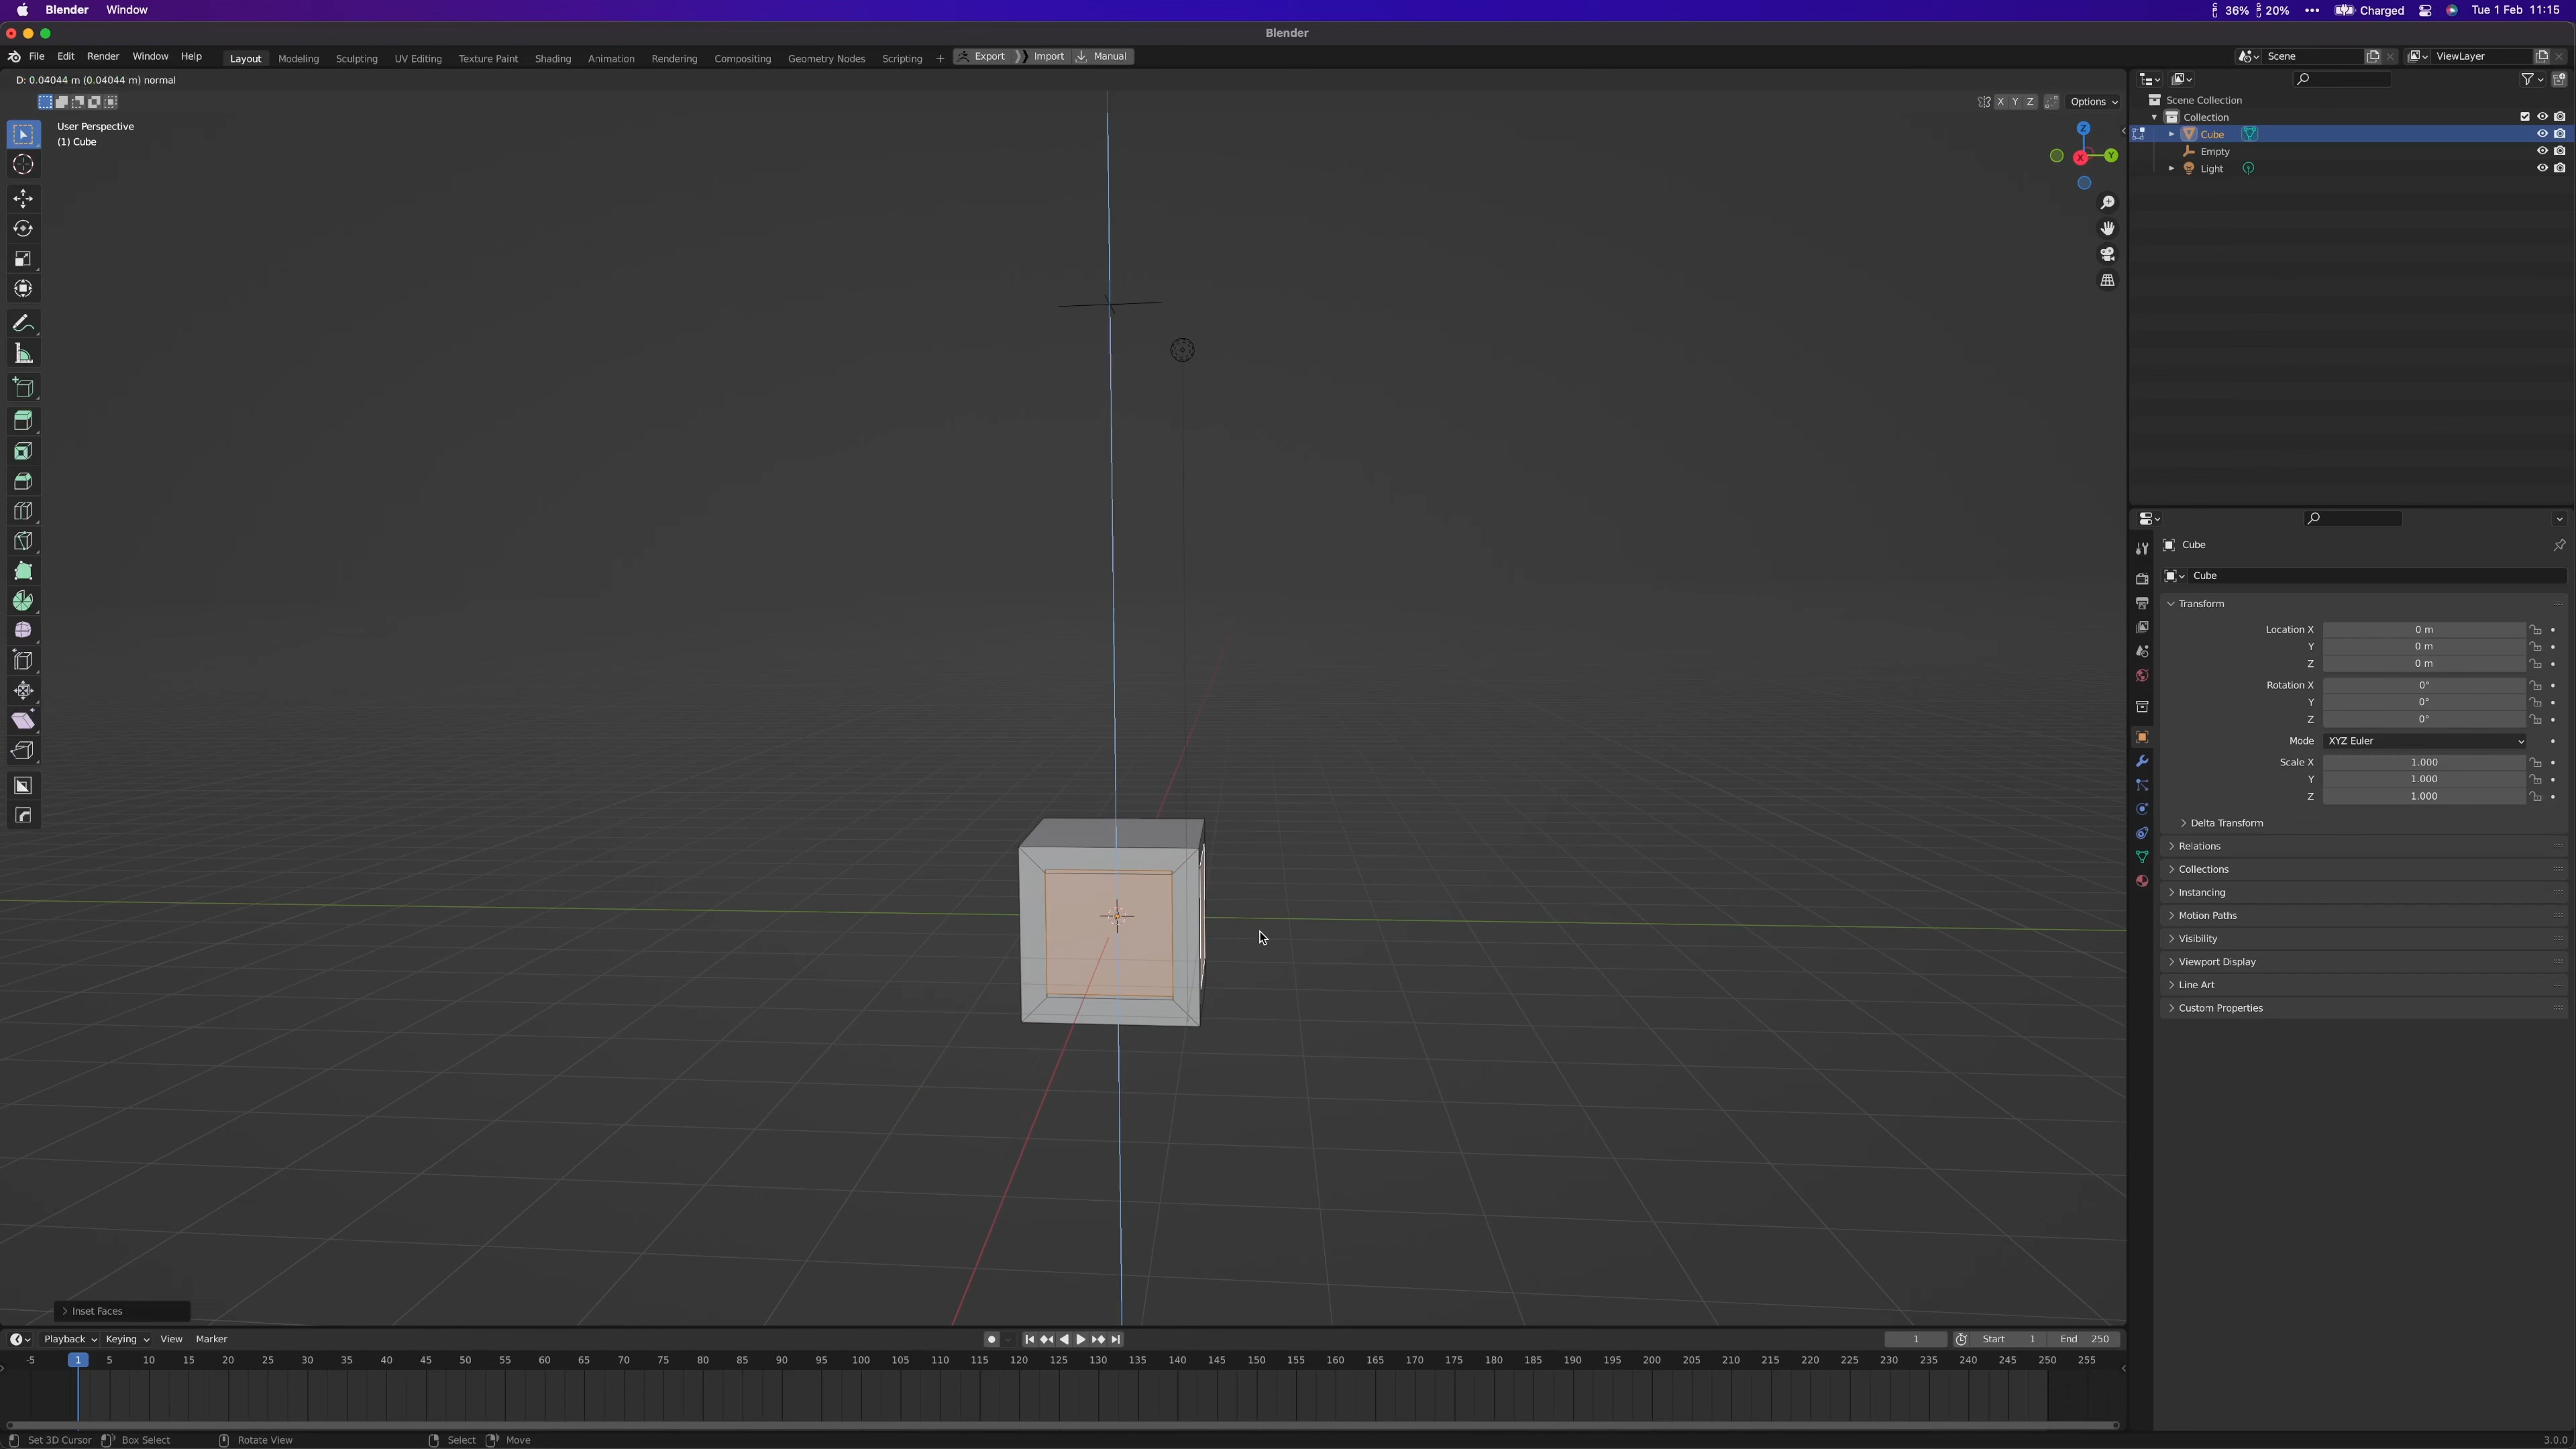 Blender Window
36% 20% ••• Charged Tue 1 Feb 11:15
Blender
File Edit Render Window Help Layout Modeling Sculpting UV Editing Texture Paint Shading Animation Rendering Compositing Geometry Nodes Scripting + Export Import Manual Scene ViewLayer
D: 0.04044 m (0.04044 m) normal
X Y Z Options
User Perspective
(1) Cube
Z
X
Y
Scene Collection
Collection
Cube
Empty
Light
Cube
Cube
Transform
Location X 0 m
Y 0 m
Z 0 m
Rotation X 0°
Y 0°
Z 0°
Mode XYZ Euler
Scale X 1.000
Y 1.000
Z 1.000
Delta Transform
Relations
Collections
Instancing
Motion Paths
Visibility
Viewport Display
Line Art
Custom Properties
Inset Faces
Playback Keying View Marker 1 Start 1 End 250
-5 1 5 10 15 20 25 30 35 40 45 50 55 60 65 70 75 80 85 90 95 100 105 110 115 120 125 130 135 140 145 150 155 160 165 170 175 180 185 190 195 200 205 210 215 220 225 230 235 240 245 250 255
Set 3D Cursor Box Select Rotate View Select Move 3.0.0